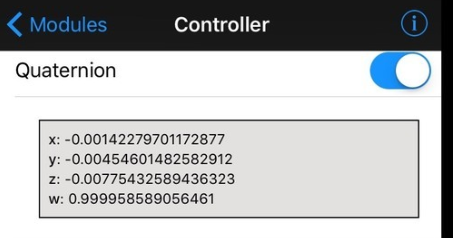 Modules
Controller
i
Quaternion
x: -0.00142279701172877
y: -0.00454601482582912
z: -0.00775432589436323
w: 0.999958589056461